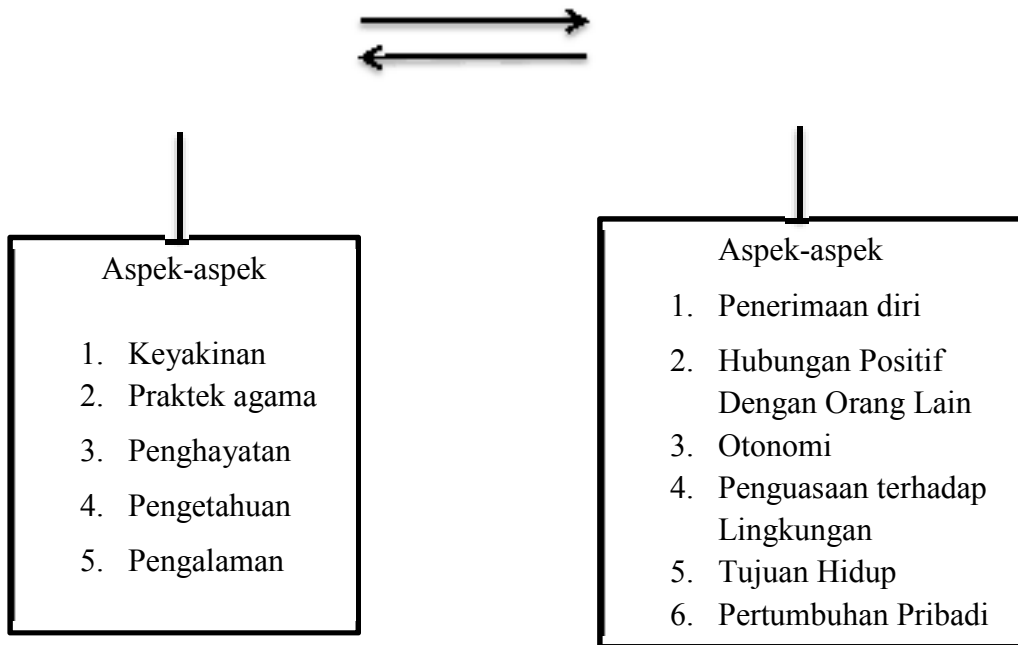 Aspek-aspek
1. Keyakinan
2. Praktek agama
3. Penghayatan
4. Pengetahuan
5. Pengalaman
Aspek-aspek
1. Penerimaan diri
2. Hubungan Positif
Dengan Orang Lain
3. Otonomi
4. Penguasaan terhadap
Lingkungan
5. Tujuan Hidup
6. Pertumbuhan Pribadi